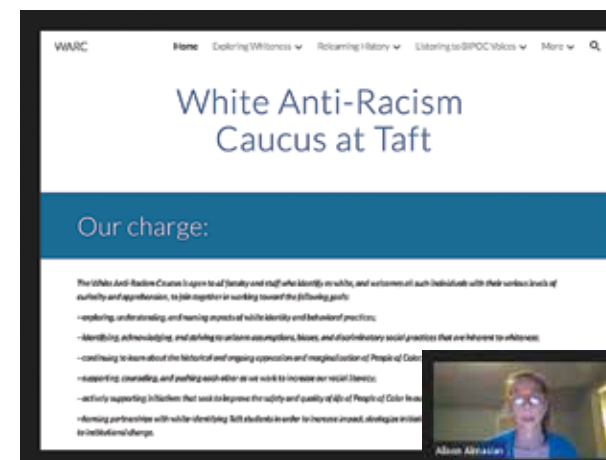 WARC Home Exploring Whiteness Relearning History Listening to BIPOC Voices More
White Anti-Racism
Caucus at Taft
Our charge:
The White Anti-Racism Caucus is open to all faculty and staff who identify as white, and welcomes all such individuals with their various levels of
curiosity and apprehension, to join together in working toward the following goals:
-exploring, understanding, and naming aspects of white identity and behavioral practices;
-identifying, acknowledging, and striving to unlearn assumptions, biases, and discriminatory social practices that are inherent to whiteness;
-continuing to learn about the historical and ongoing oppression and marginalization of People of Color
-supporting, counseling, and pushing each other as we work to increase our racial literacy;
-actively supporting initiatives that seek to improve the safety and quality of life of People of Color in
-forming partnerships with white-identifying Taft students in order to increase impact, strategize
to institutional change.
Alison Almasian